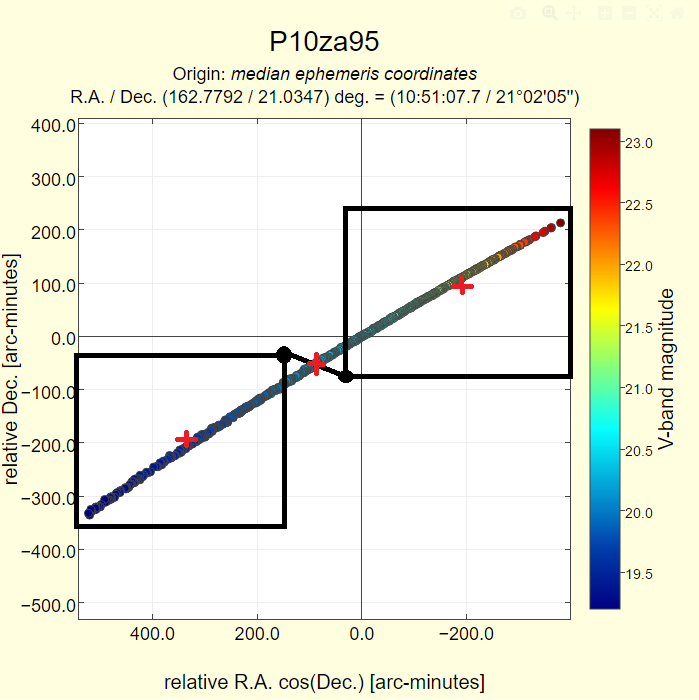 P10za95
Origin: median ephemeris coordinates
R.A. / Dec. (162.7792 / 21.0347) deg. = (10:51:07.7 / 21°02'05")
400.0
300.0
200.0
100.0
0.0
−100.0
−200.0
−300.0
−400.0
−500.0
relative Dec. [arc-minutes]
400.0 200.0 0.0 −200.0
relative R.A. cos(Dec.) [arc-minutes]
23.0
22.5
22.0
21.5
21.0
20.5
20.0
19.5
V-band magnitude